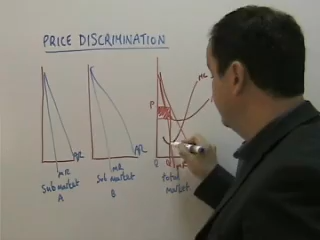 PRICE DISCRIMINATION
AR
MR
Sub market
A
AR
MR
Sub market
B
P
MC
Q
MR
Total
Market